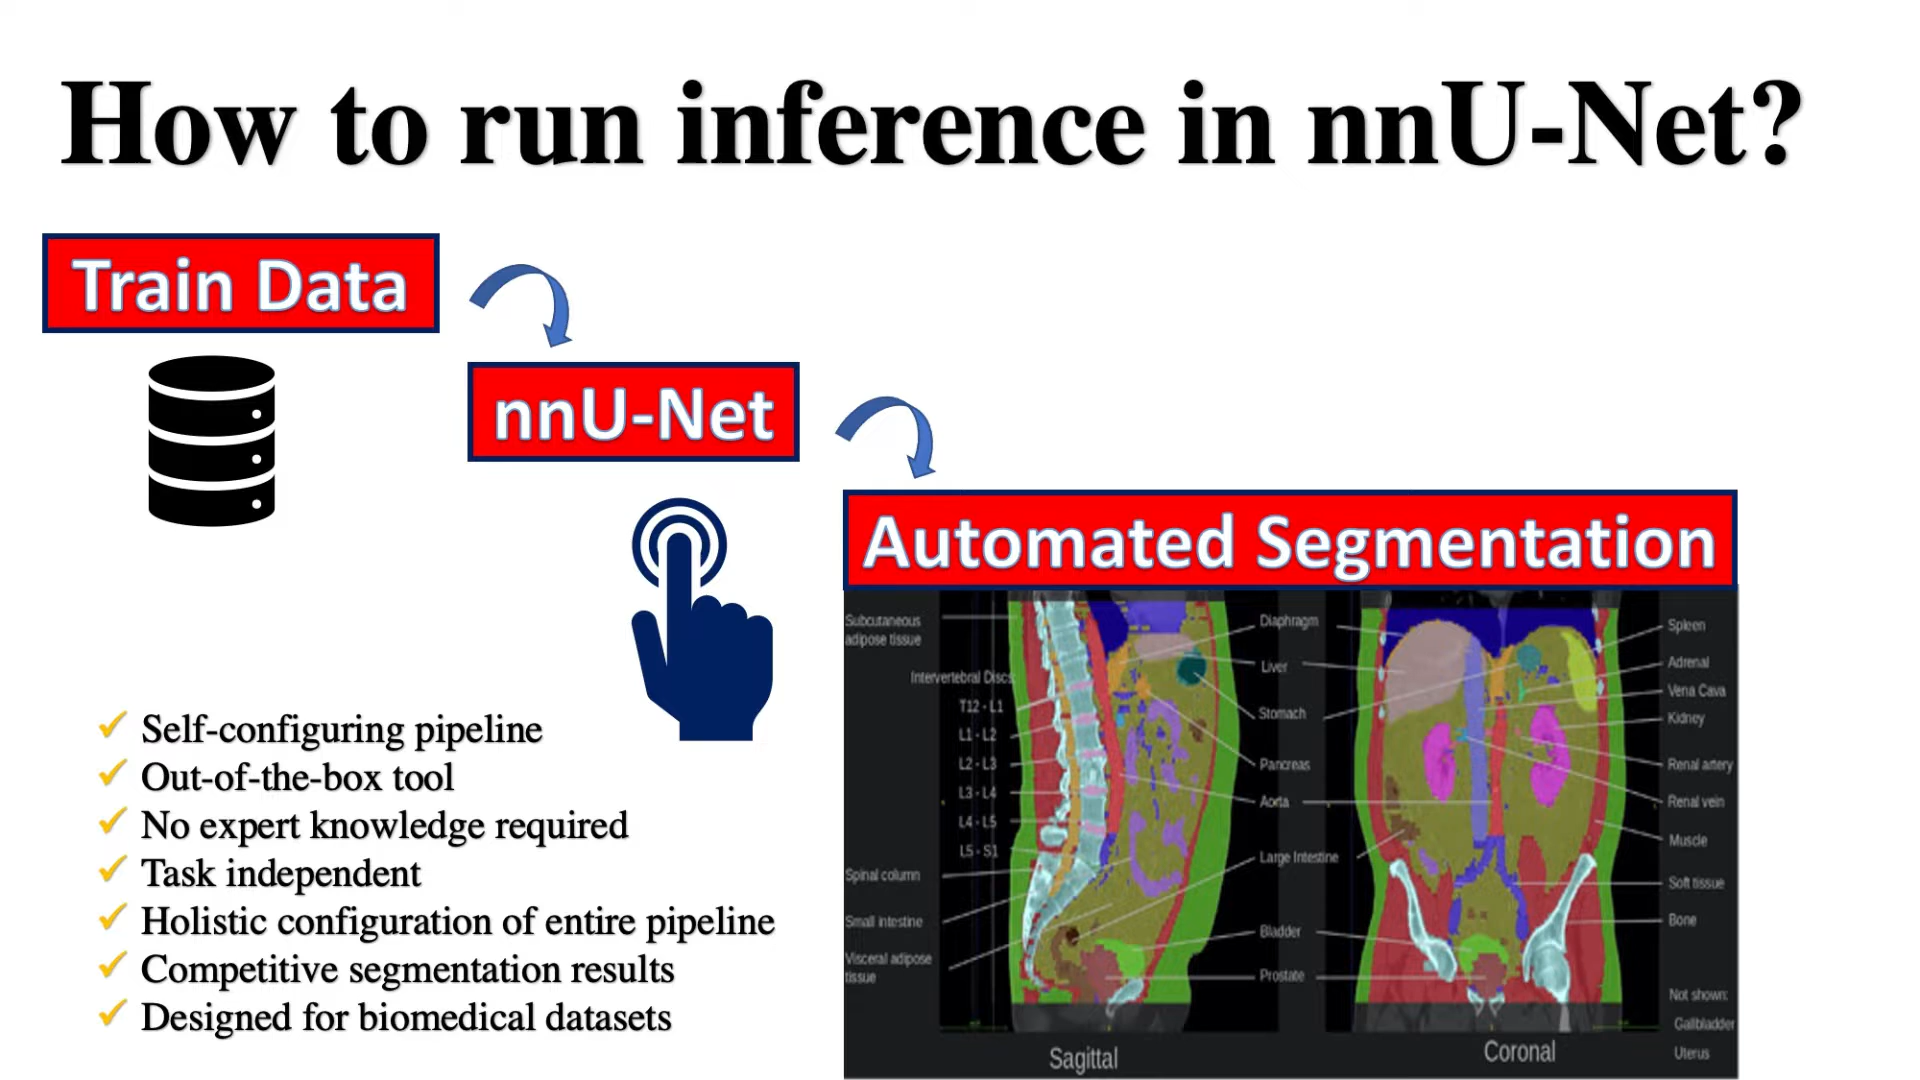 How to run inference in nnU-Net?
Train Data
nnU-Net
Automated Segmentation
Self-configuring pipeline
Out-of-the-box tool
No expert knowledge required
Task independent
Holistic configuration of entire pipeline
Competitive segmentation results
Designed for biomedical datasets
Subcutaneous
adipose tissue
Intervertebral Discs:
T12 - L1
L1 - L2
L2 - L3
L3 - L4
L4 - L5
L5 - S1
Spinal column
Small intestine
Visceral adipose
tissue
Diaphragm
Liver
Stomach
Pancreas
Aorta
Large Intestine
Bladder
Prostate
Spleen
Adrenal
Vena Cava
Kidney
Renal artery
Renal vein
Muscle
Soft tissue
Bone
Not shown:
Gallbladder
Uterus
Sagittal
Coronal